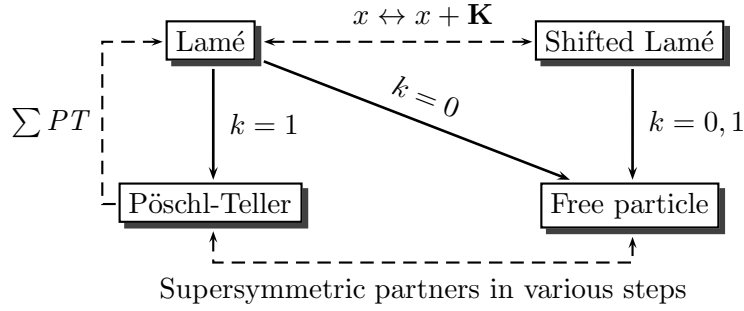 x ↔ x + K
Lamé
Shifted Lamé
k = 0
∑ PT
k = 1
k = 0, 1
Pöschl-Teller
Free particle
Supersymmetric partners in various steps